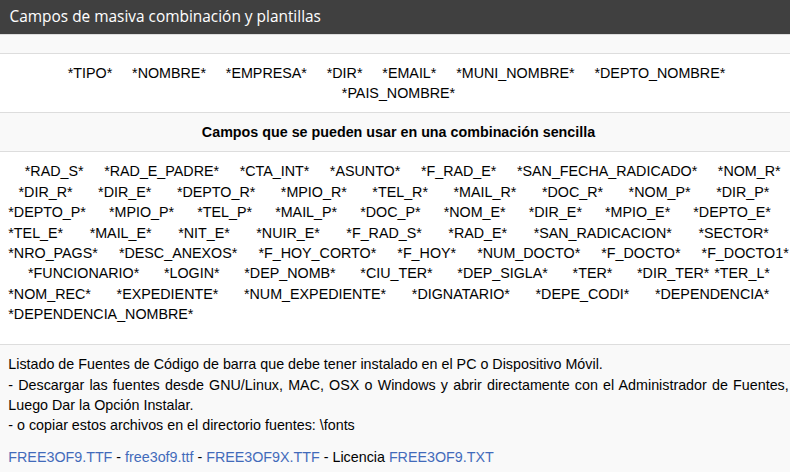 Campos de masiva combinación y plantillas
*TIPO* *NOMBRE* *EMPRESA* *DIR* *EMAIL* *MUNI_NOMBRE* *DEPTO_NOMBRE*
*PAIS_NOMBRE*
Campos que se pueden usar en una combinación sencilla
*RAD_S* *RAD_E_PADRE* *CTA_INT* *ASUNTO* *F_RAD_E* *SAN_FECHA_RADICADO* *NOM_R*
*DIR_R* *DIR_E* *DEPTO_R* *MPIO_R* *TEL_R* *MAIL_R* *DOC_R* *NOM_P* *DIR_P*
*DEPTO_P* *MPIO_P* *TEL_P* *MAIL_P* *DOC_P* *NOM_E* *DIR_E* *MPIO_E* *DEPTO_E*
*TEL_E* *MAIL_E* *NIT_E* *NUIR_E* *F_RAD_S* *RAD_E* *SAN_RADICACION* *SECTOR*
*NRO_PAGS* *DESC_ANEXOS* *F_HOY_CORTO* *F_HOY* *NUM_DOCTO* *F_DOCTO* *F_DOCTO1*
*FUNCIONARIO* *LOGIN* *DEP_NOMB* *CIU_TER* *DEP_SIGLA* *TER* *DIR_TER* *TER_L*
*NOM_REC* *EXPEDIENTE* *NUM_EXPEDIENTE* *DIGNATARIO* *DEPE_CODI* *DEPENDENCIA*
*DEPENDENCIA_NOMBRE*
Listado de Fuentes de Código de barra que debe tener instalado en el PC o Dispositivo Móvil.
- Descargar las fuentes desde GNU/Linux, MAC, OSX o Windows y abrir directamente con el Administrador de Fuentes,
Luego Dar la Opción Instalar.
- o copiar estos archivos en el directorio fuentes: \fonts
FREE3OF9.TTF - free3of9.ttf - FREE3OF9X.TTF - Licencia FREE3OF9.TXT